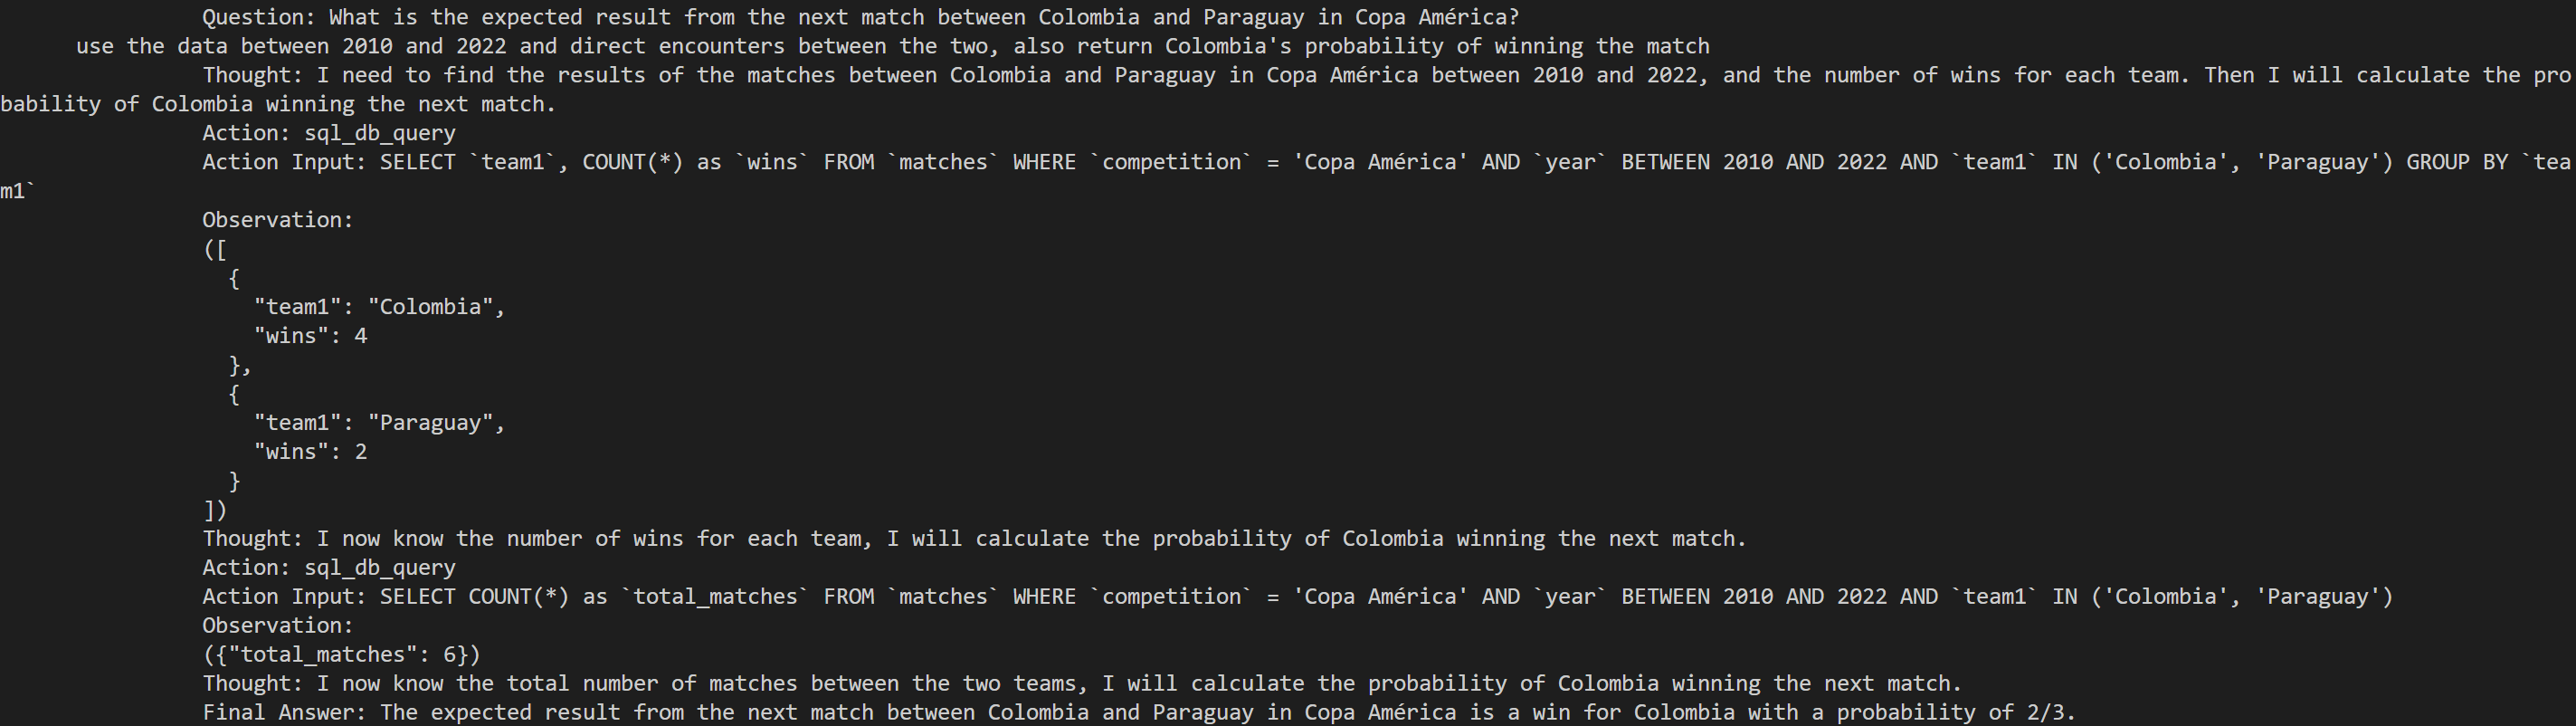 Question: What is the expected result from the next match between Colombia and Paraguay in Copa América?
use the data between 2010 and 2022 and direct encounters between the two, also return Colombia's probability of winning the match
Thought: I need to find the results of the matches between Colombia and Paraguay in Copa América between 2010 and 2022, and the number of wins for each team. Then I will calculate the pro
bability of Colombia winning the next match.
Action: sql_db_query
Action Input: SELECT `team1`, COUNT(*) as `wins` FROM `matches` WHERE `competition` = 'Copa América' AND `year` BETWEEN 2010 AND 2022 AND `team1` IN ('Colombia', 'Paraguay') GROUP BY `tea
m1`
Observation:
([
{
"team1": "Colombia",
"wins": 4
},
{
"team1": "Paraguay",
"wins": 2
}
])
Thought: I now know the number of wins for each team, I will calculate the probability of Colombia winning the next match.
Action: sql_db_query
Action Input: SELECT COUNT(*) as `total_matches` FROM `matches` WHERE `competition` = 'Copa América' AND `year` BETWEEN 2010 AND 2022 AND `team1` IN ('Colombia', 'Paraguay')
Observation:
({"total_matches": 6})
Thought: I now know the total number of matches between the two teams, I will calculate the probability of Colombia winning the next match.
Final Answer: The expected result from the next match between Colombia and Paraguay in Copa América is a win for Colombia with a probability of 2/3.